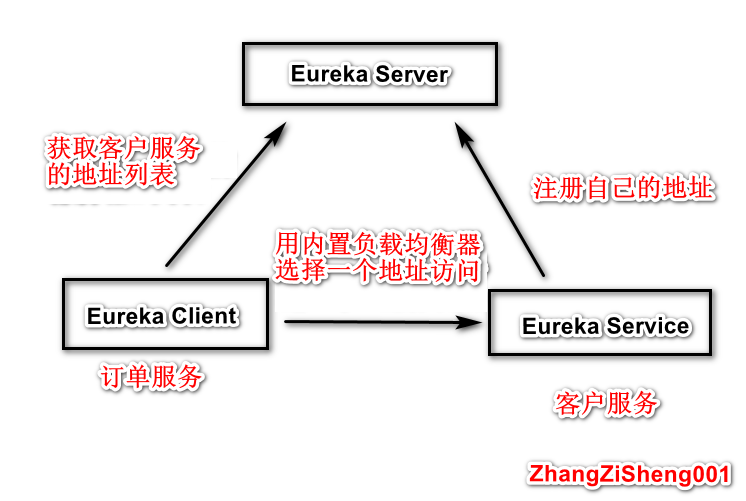 Eureka Server
获取客户服务
的地址列表
注册自己的地址
用内置负载均衡器
选择一个地址访问
Eureka Client
Eureka Service
订单服务
客户服务
ZhangZiSheng001